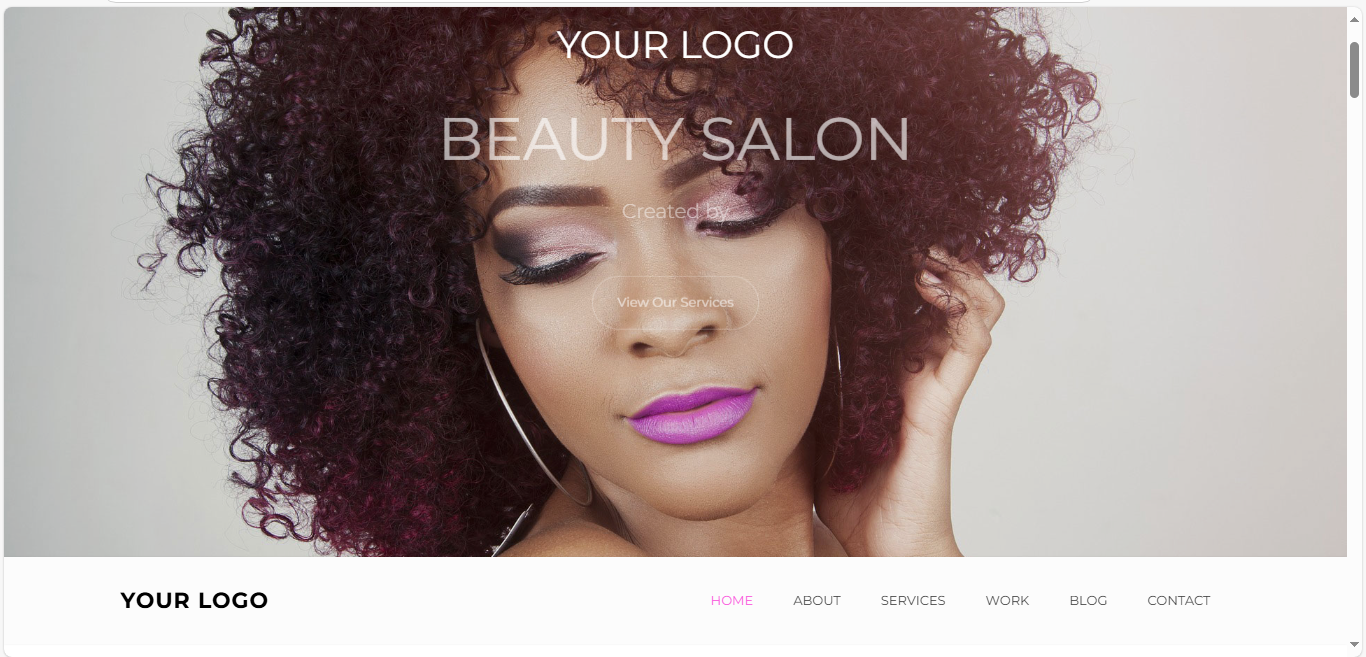 YOUR LOGO
BEAUTY SALON
Created by
View Our Services
YOUR LOGO
HOME ABOUT SERVICES WORK BLOG CONTACT